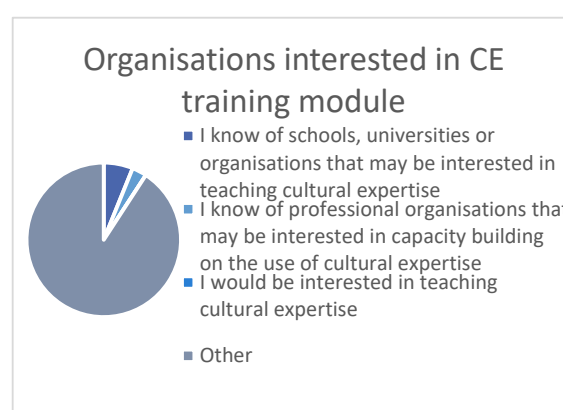 Organisations interested in CE
training module
I know of schools, universities or
organisations that may be interested in
teaching cultural expertise
I know of professional organisations that
may be interested in capacity building
on the use of cultural expertise
I would be interested in teaching
cultural expertise
Other